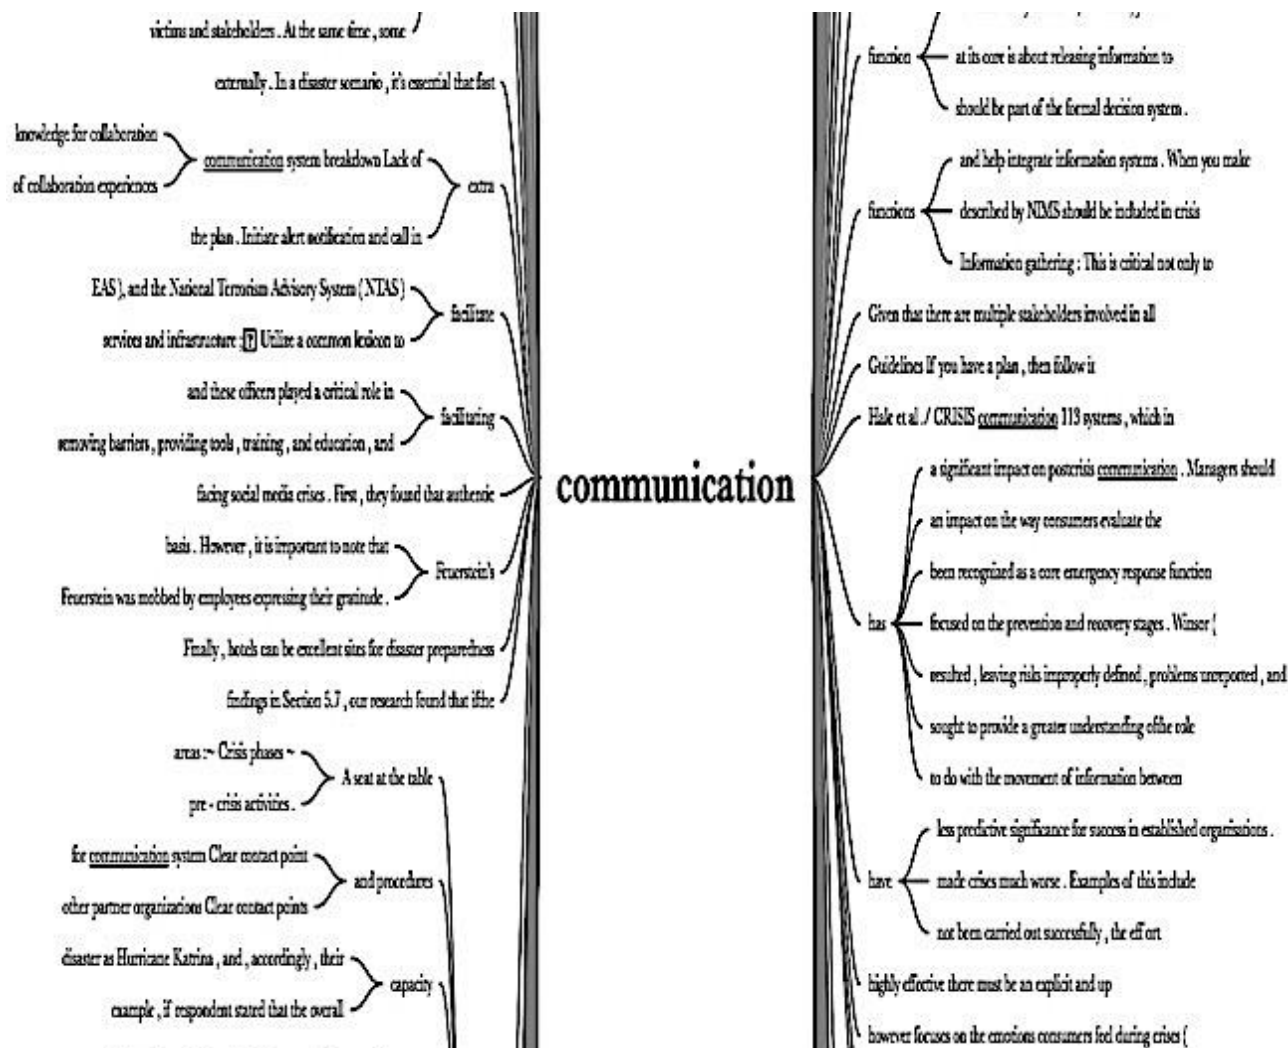 victims and stakeholders . At the same time , some
externally . In a disaster scenario , it's essential that fast
knowledge for collaboration
of collaboration experiences
communication system breakdown Lack of
the plan . Initiate alert notification and call in
extra
EAS ), and the National Terrorism Advisory System ( NTAS )
services and infrastructure : ? Utilize a common lexicon to
facilitate
and these officers played a critical role in
removing barriers , providing tools , training , and education , and
facilitating
facing social media crises . First , they found that authentic
basis . However , it is important to note that
Feuerstein was mobbed by employees expressing their gratitude .
Feuerstein's
Finally , hotels can be excellent sites for disaster preparedness
findings in Section 5.7 , our research found that ifthe
areas :~ Crisis phases ~
pre - crisis activities .
A seat at the table
for communication system Clear contact point
other partner organizations Clear contact points
and procedures
disaster as Hurricane Katrina , and , accordingly , their
example , if respondent stated that the overall
capacity
communication
function
at its core is about releasing information to
should be part of the formal decision system .
functions
and help integrate information systems . When you make
described by NIMS should be included in crisis
Information gathering : This is critical not only to
Given that there are multiple stakeholders involved in all
Guidelines If you have a plan , then follow it
Hale et al ./ CRISIS communication 113 systems , which in
has
a significant impact on postcrisis communication . Managers should
an impact on the way consumers evaluate the
been recognized as a core emergency response function
focused on the prevention and recovery stages . Winsor (
resulted , leaving risks improperly defined , problems unreported , and
sought to provide a greater understanding ofthe role
to do with the movement of information between
have
less predictive significance for success in established organisations .
made crises much worse . Examples of this include
not been carried out successfully , the eff ort
highly effective there must be an explicit and up
however focuses on the emotions consumers feel during crises (